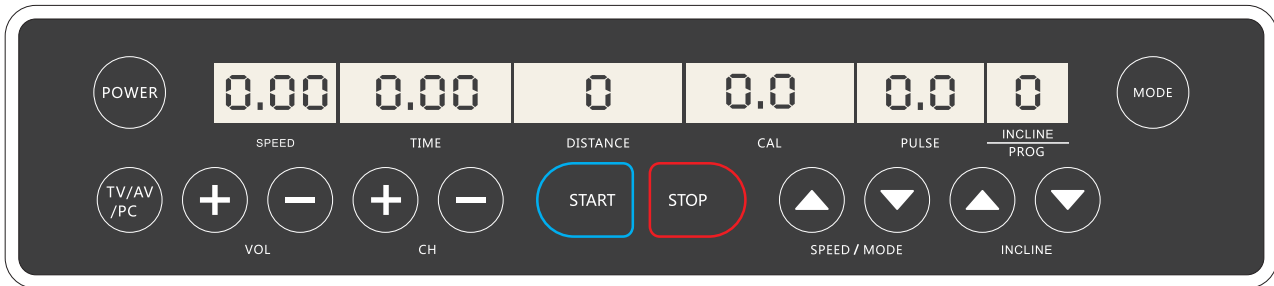 POWER
0.00 0.00 0 0.0 0.0 0
MODE
SPEED TIME DISTANCE CAL PULSE INCLINE
PROG
TV/AV
/PC
+ − + − START STOP
VOL CH SPEED / MODE INCLINE